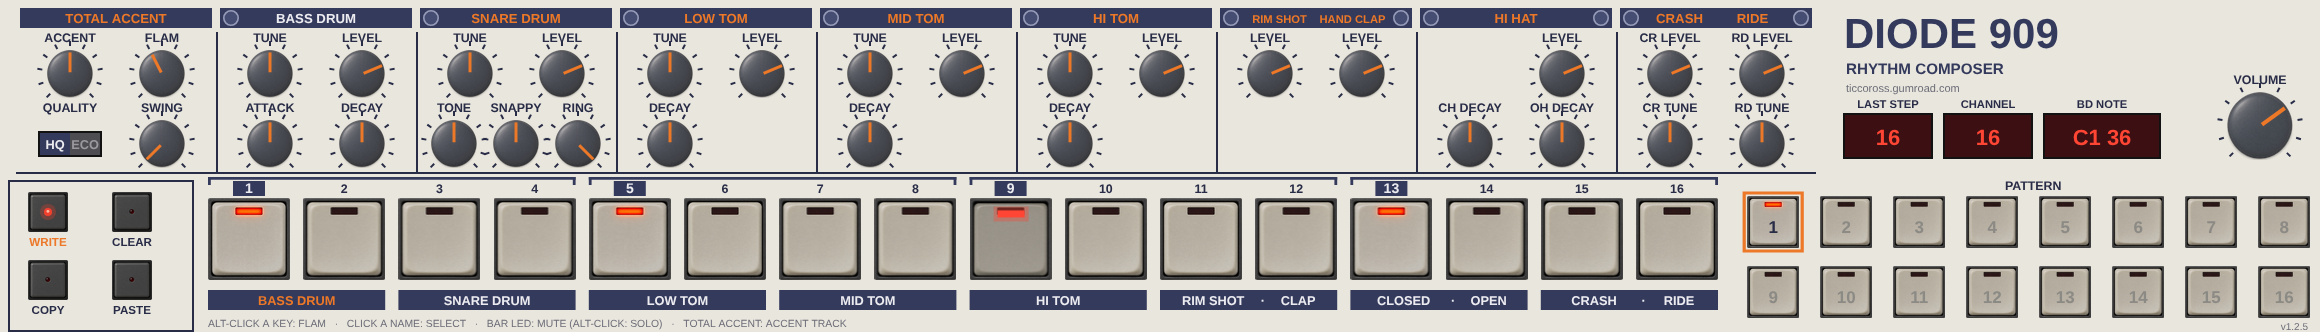 TOTAL ACCENT BASS DRUM SNARE DRUM LOW TOM MID TOM HI TOM RIM SHOT HAND CLAP HI HAT CRASH RIDE
ACCENT FLAM TUNE LEVEL TUNE LEVEL TUNE LEVEL TUNE LEVEL TUNE LEVEL LEVEL LEVEL LEVEL CR LEVEL RD LEVEL
QUALITY SWING ATTACK DECAY TONE SNAPPY RING DECAY DECAY DECAY CH DECAY OH DECAY CR TUNE RD TUNE
HQ ECO
DIODE 909
RHYTHM COMPOSER
ticcoross.gumroad.com
LAST STEP CHANNEL BD NOTE
16 16 C1 36
VOLUME
1 2 3 4 5 6 7 8 9 10 11 12 13 14 15 16
WRITE CLEAR
COPY PASTE
BASS DRUM SNARE DRUM LOW TOM MID TOM HI TOM RIM SHOT · CLAP CLOSED · OPEN CRASH · RIDE
ALT-CLICK A KEY: FLAM · CLICK A NAME: SELECT · BAR LED: MUTE (ALT-CLICK: SOLO) · TOTAL ACCENT: ACCENT TRACK
PATTERN
1 2 3 4 5 6 7 8
9 10 11 12 13 14 15 16
v1.2.5